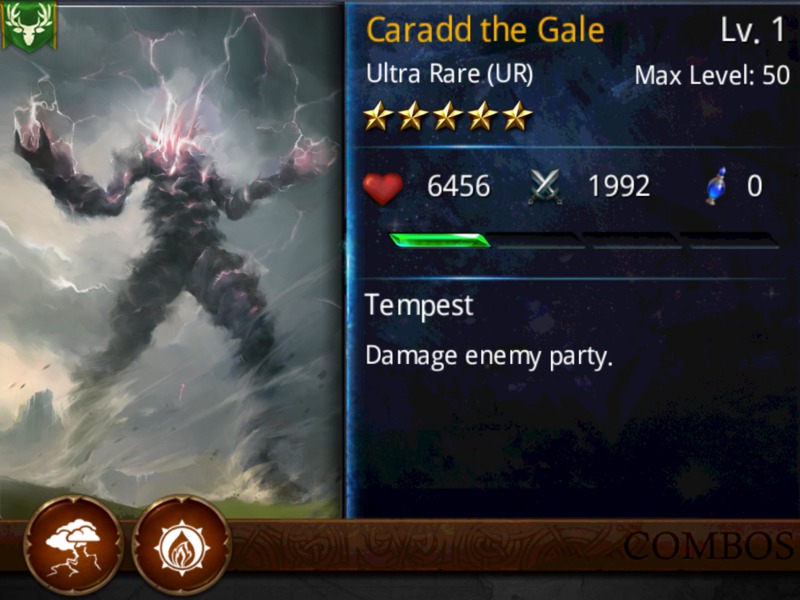 Caradd the Gale Lv. 1
Ultra Rare (UR) Max Level: 50
6456 1992 0
Tempest
Damage enemy party.
COMBOS